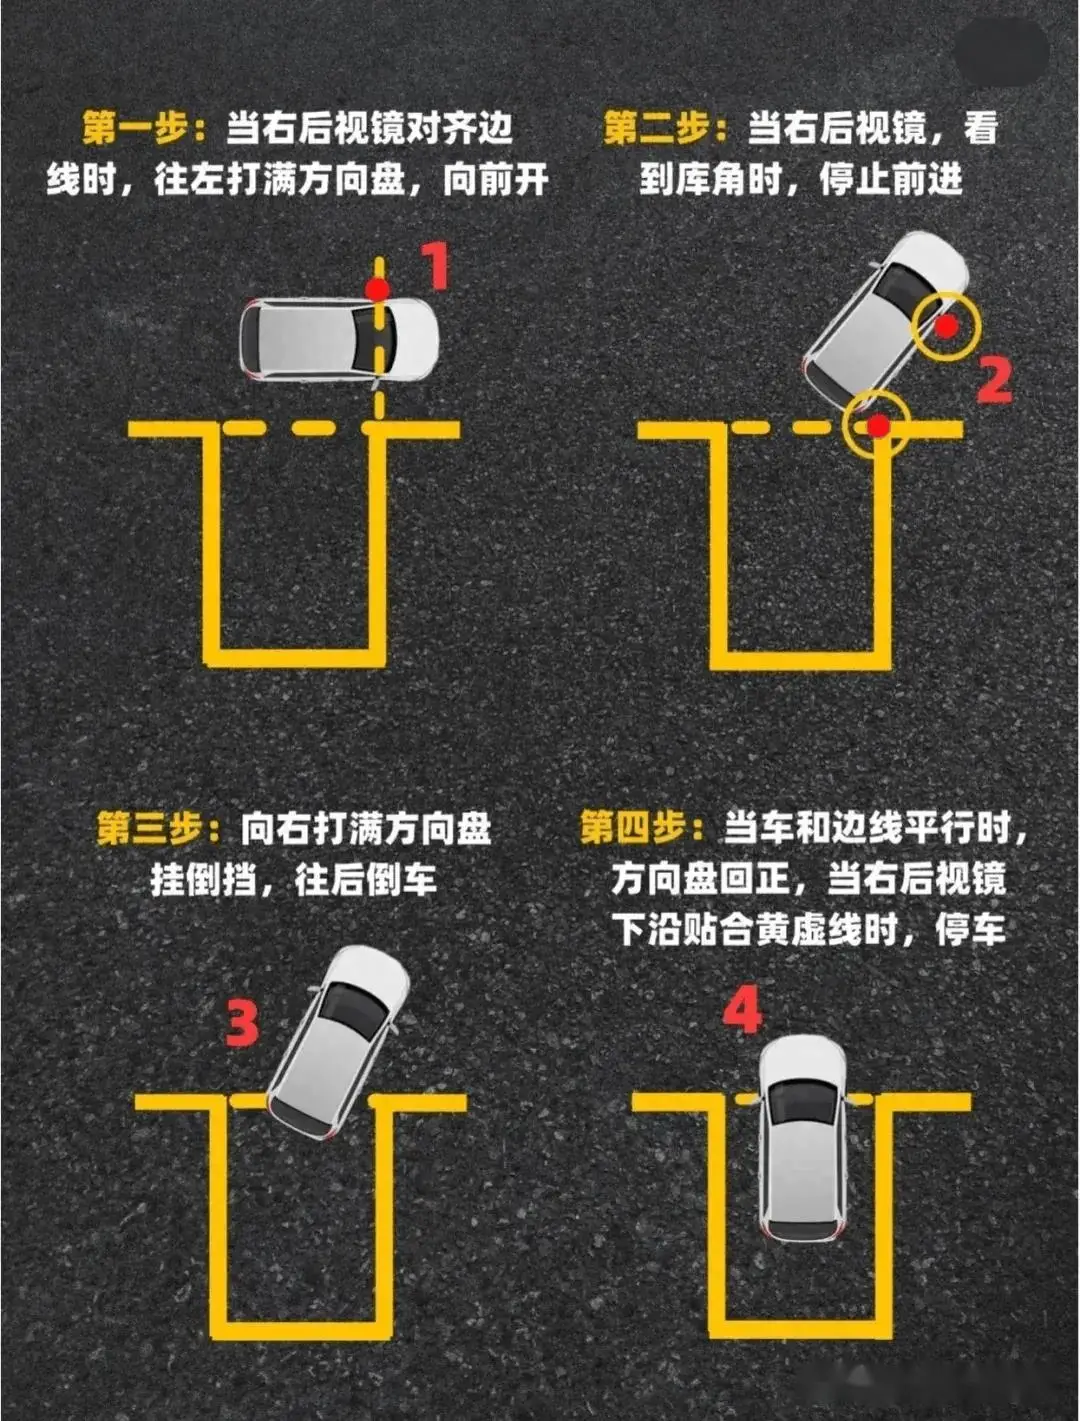 第一步：当右后视镜对齐边
线时，往左打满方向盘，向前开
1
第二步：当右后视镜，看
到库角时，停止前进
2
第三步：向右打满方向盘
挂倒挡，往后倒车
3
第四步：当车和边线平行时，
方向盘回正，当右后视镜
下沿贴合黄虚线时，停车
4